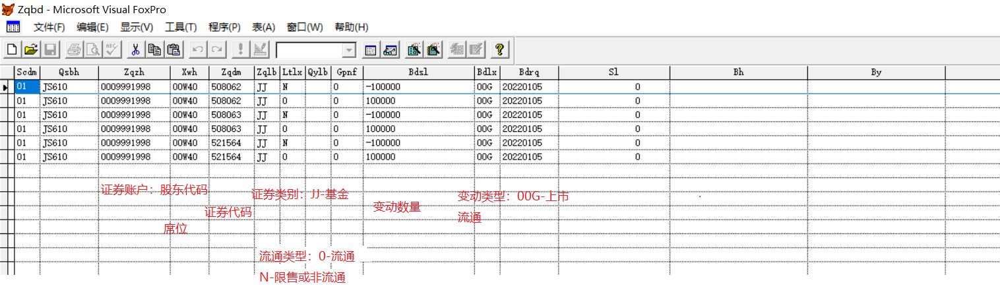 Zqbd - Microsoft Visual FoxPro
文件(F) 编辑(E) 显示(V) 工具(T) 程序(P) 表(A) 窗口(W) 帮助(H)
Scdm Qsbh Zqzh Xwh Zqdm Zqlb Ltlx Qylb Gpnf Bdsl Bdlx Bdrq Sl Bh By
01 JS610 0009991998 00W40 508062 JJ N 0 -100000 00G 20220105 0
01 JS610 0009991998 00W40 508062 JJ 0 0 100000 00G 20220105 0
01 JS610 0009991998 00W40 508063 JJ N 0 -100000 00G 20220105 0
01 JS610 0009991998 00W40 508063 JJ 0 0 100000 00G 20220105 0
01 JS610 0009991998 00W40 521564 JJ N 0 -100000 00G 20220105 0
01 JS610 0009991998 00W40 521564 JJ 0 0 100000 00G 20220105 0
证券账户：股东代码
证券类别：JJ-基金
变动类型：00G-上市
流通
变动数量
证券代码
席位
流通类型：0-流通
N-限售或非流通